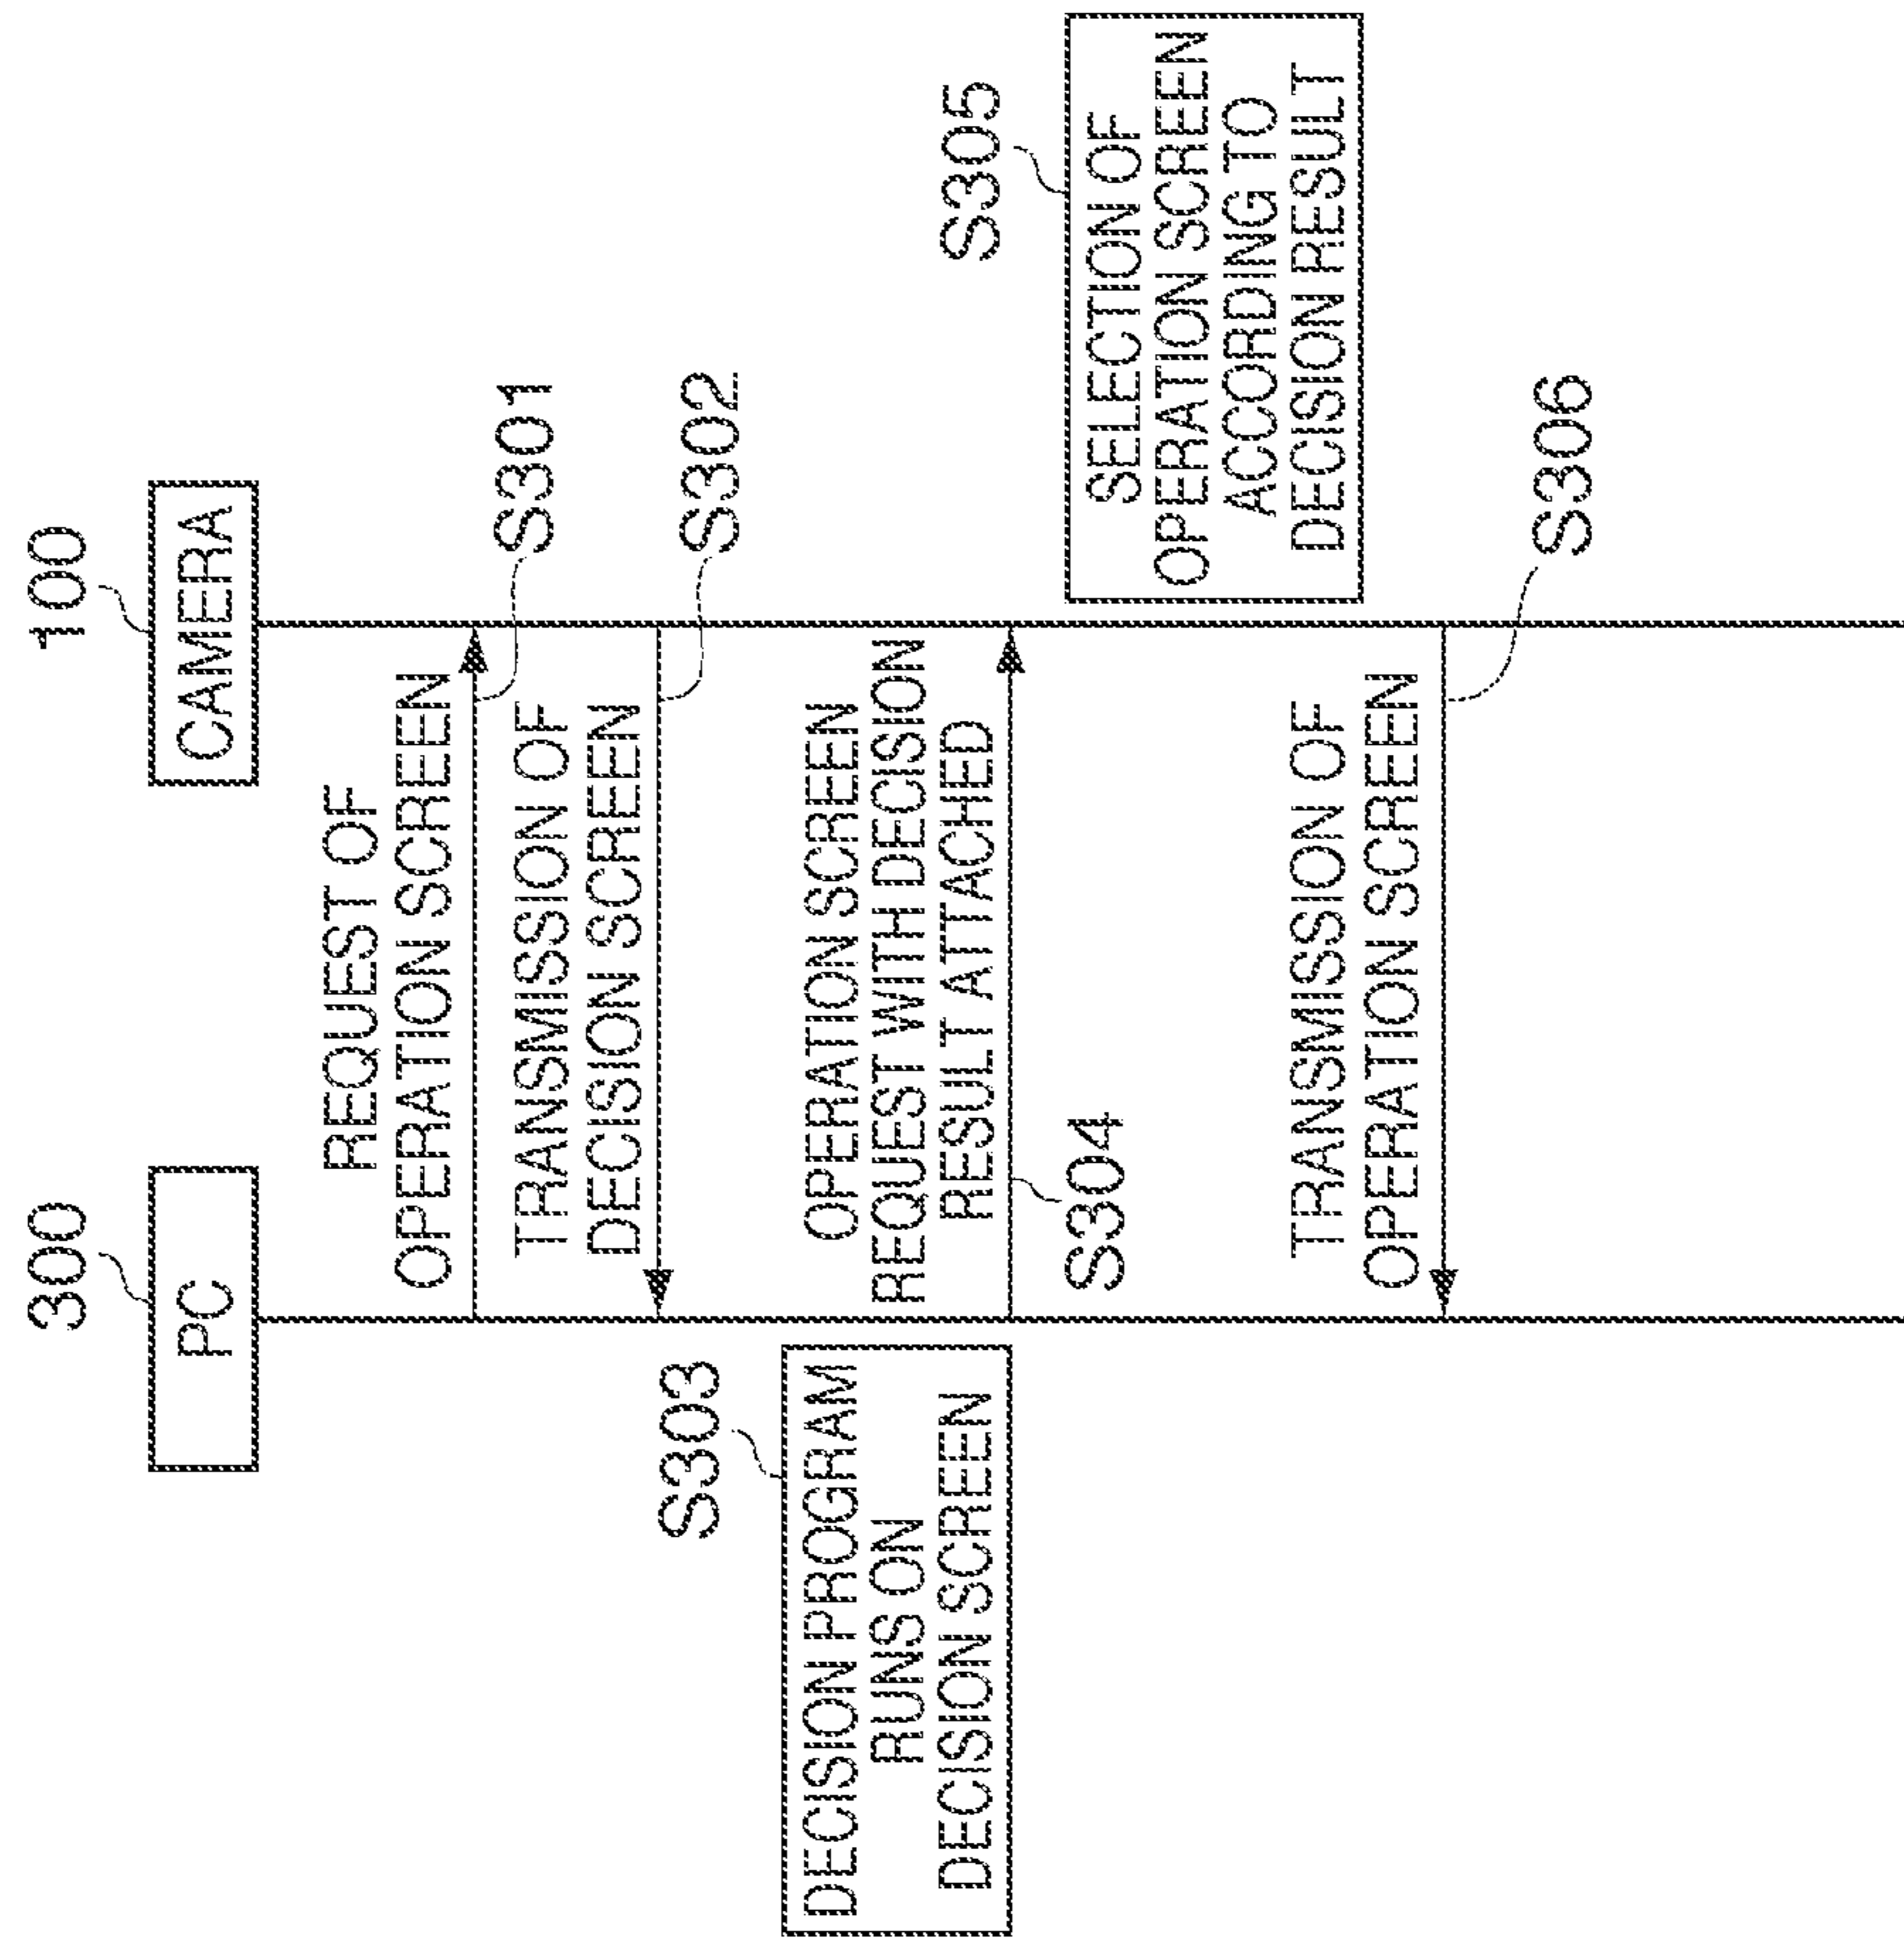 300
PC
100
CAMERA
REQUEST OF
OPERATION SCREEN
S301
TRANSMISSION OF
DECISION SCREEN
S302
S303
DECISION PROGRAM
RUNS ON
DECISION SCREEN
OPERATION SCREEN
REQUEST WITH DECISION
RESULT ATTACHED
S304
S305
SELECTION OF
OPERATION SCREEN
ACCORDING TO
DECISION RESULT
TRANSMISSION OF
OPERATION SCREEN
S306